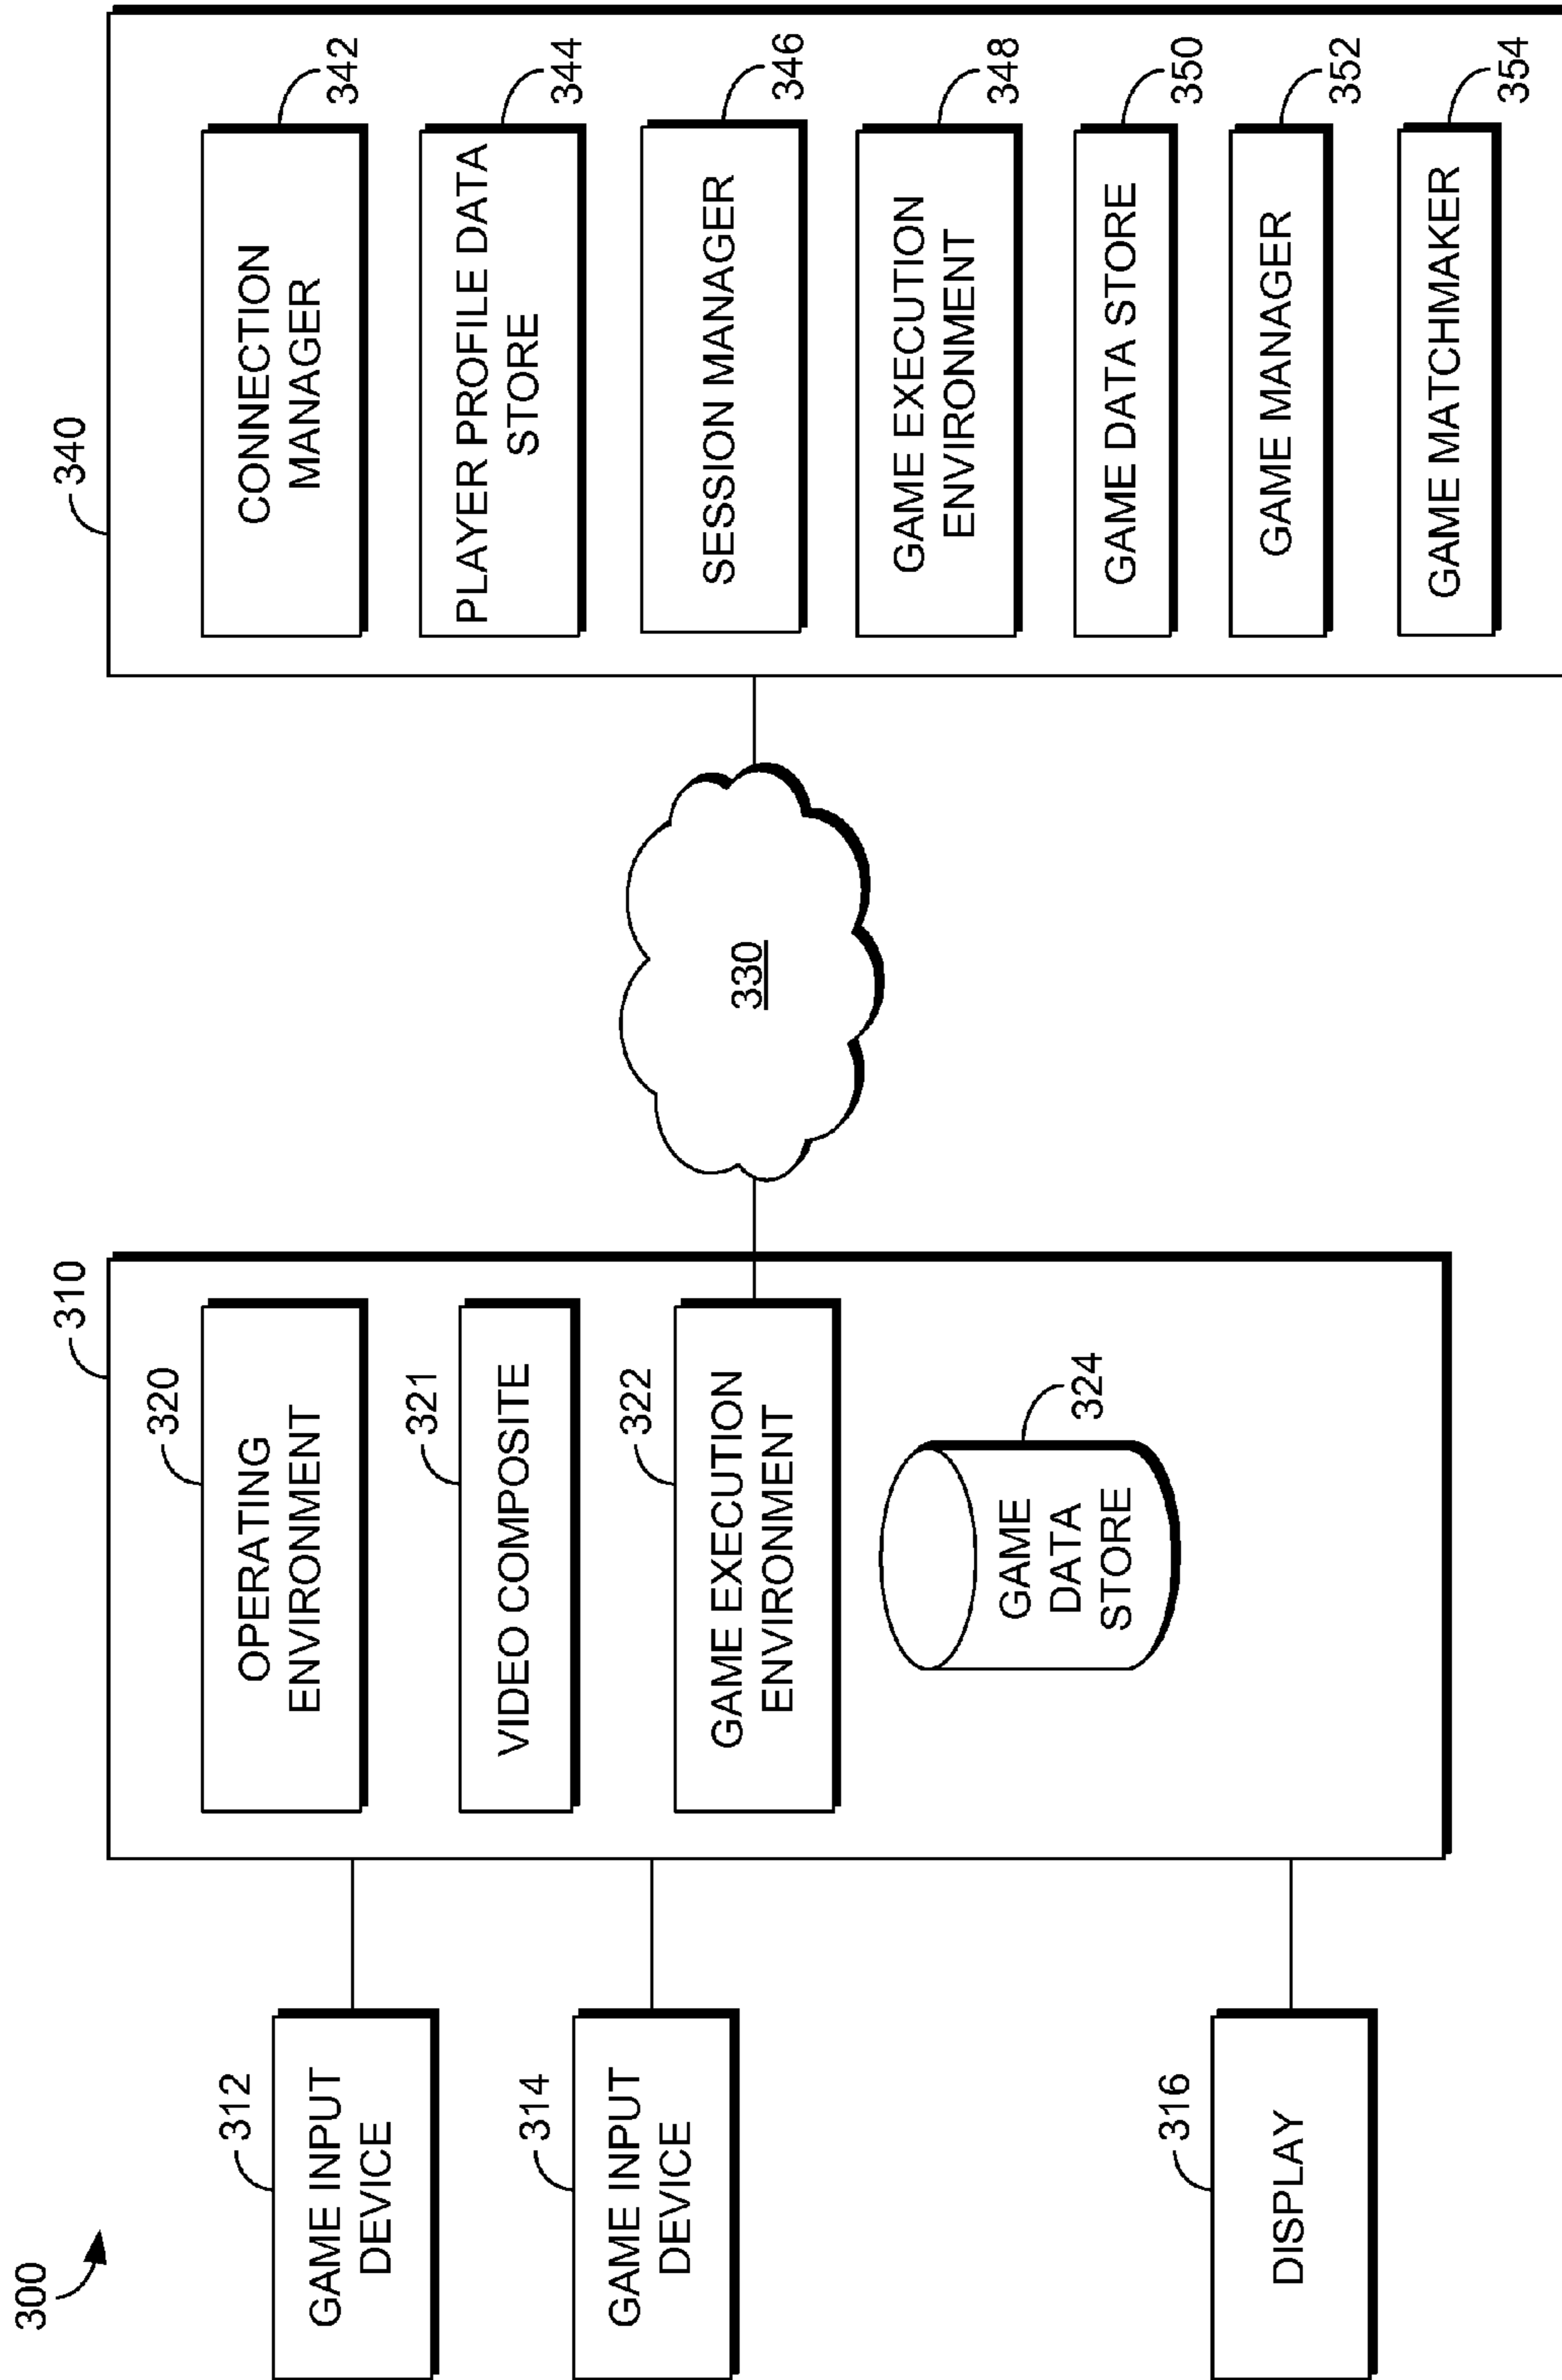 300
312
GAME INPUT
DEVICE
314
GAME INPUT
DEVICE
316
DISPLAY
310
320
OPERATING
ENVIRONMENT
321
VIDEO COMPOSITE
322
GAME EXECUTION
ENVIRONMENT
324
GAME
DATA
STORE
330
340
CONNECTION
MANAGER
342
PLAYER PROFILE DATA
STORE
344
SESSION MANAGER
346
GAME EXECUTION
ENVIRONMENT
348
GAME DATA STORE
350
GAME MANAGER
352
GAME MATCHMAKER
354